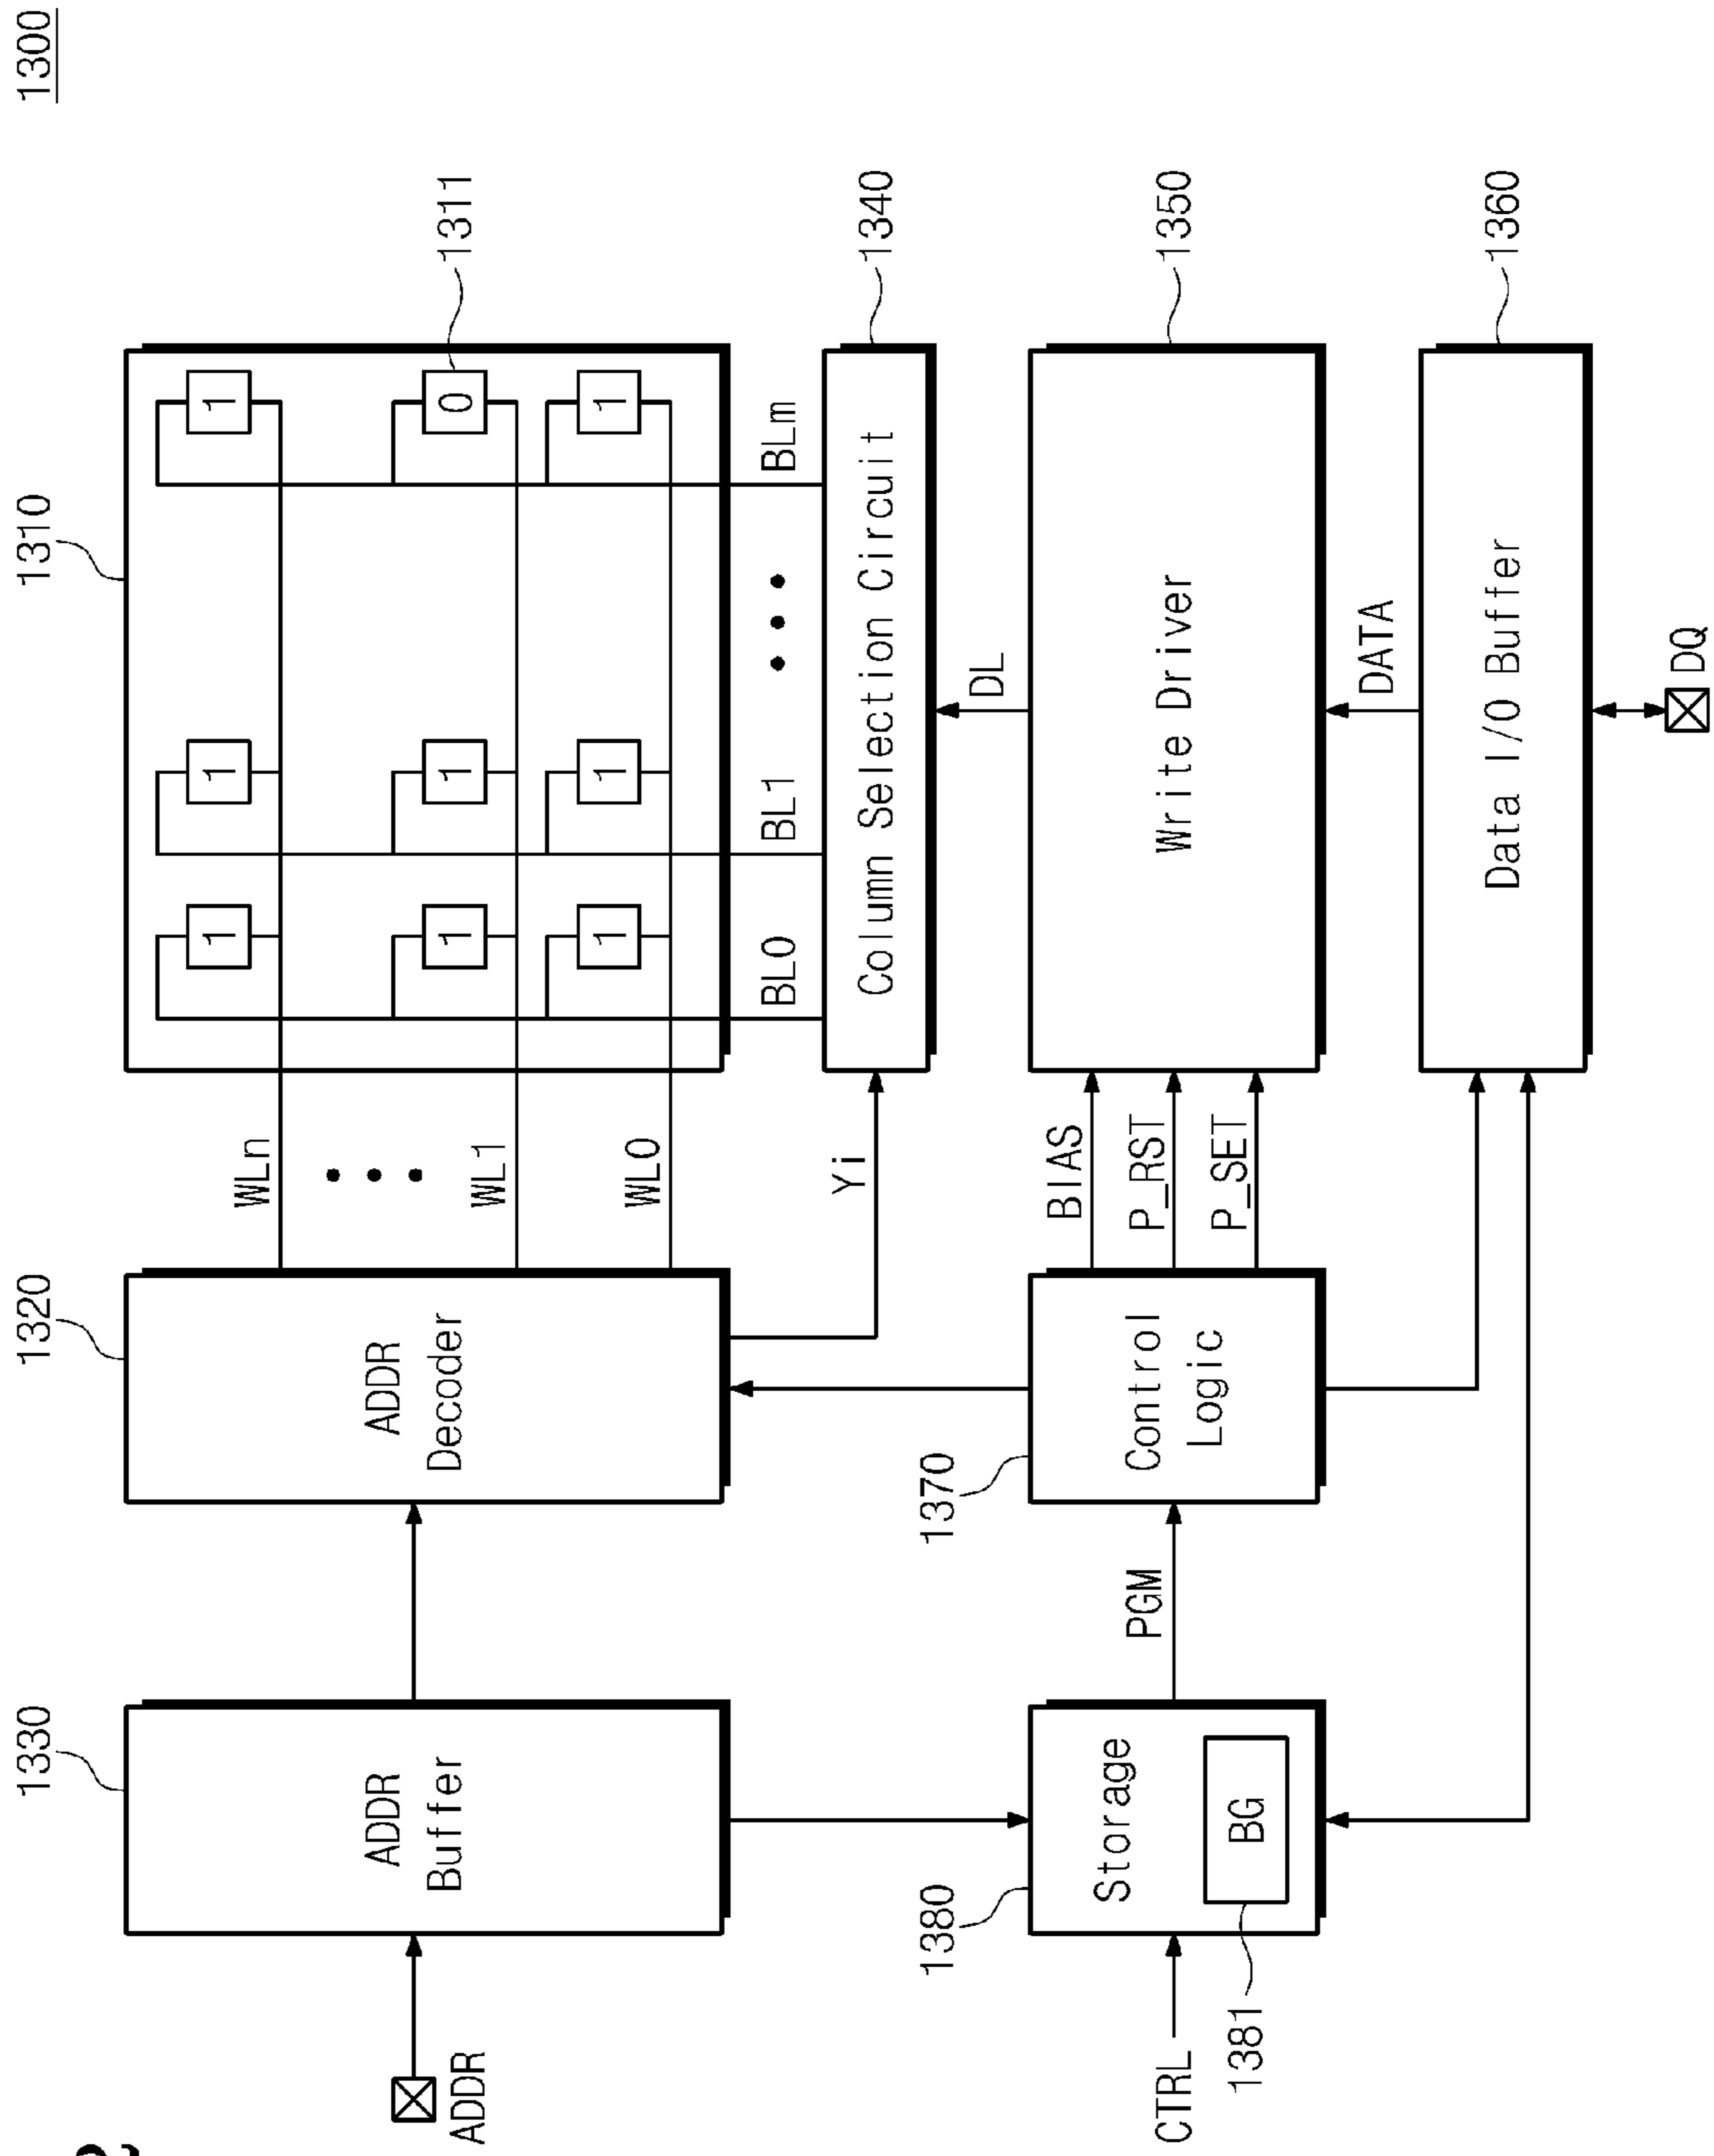 1300
1330
1320
1310
ADDR
ADDR
Buffer
ADDR
Decoder
WLn
WL1
WL0
1
1
1
1
1
0
1311
1
1
1
BL0
BL1
BLm
Yi
Column Selection Circuit
1340
DL
1380
1370
CTRL
Storage
BG
1381
PGM
Control
Logic
BIAS
P_RST
P_SET
Write Driver
1350
DATA
Data I/O Buffer
1360
DQ